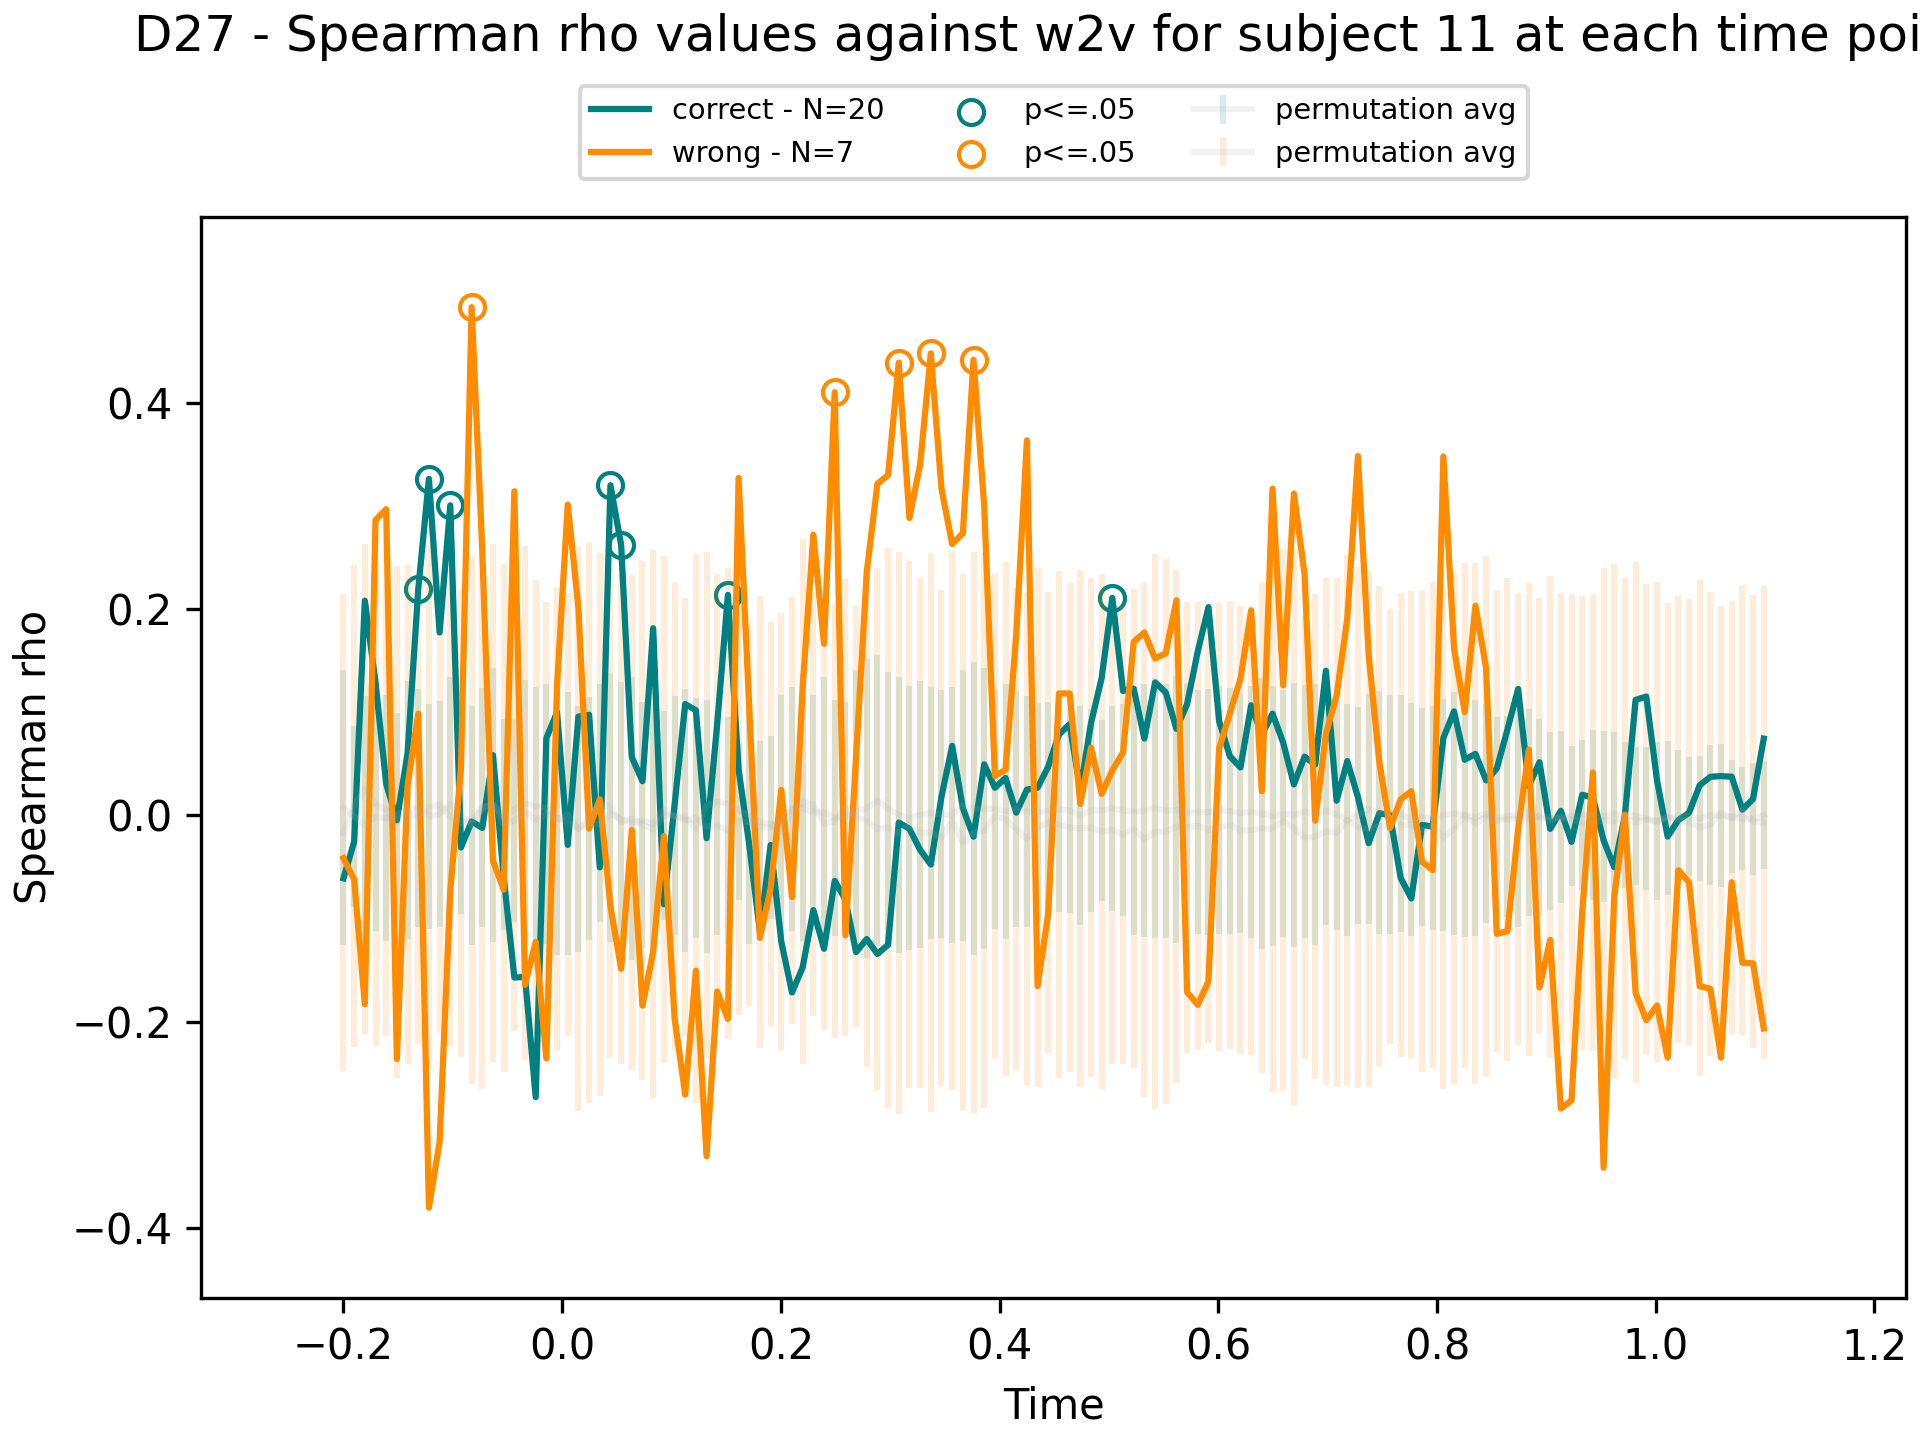 D27 - Spearman rho values against w2v for subject 11 at each time poi
correct - N=20
wrong - N=7
p<=.05
p<=.05
permutation avg
permutation avg
Spearman rho
0.4
0.2
0.0
−0.2
−0.4
−0.2
0.0
0.2
0.4
0.6
0.8
1.0
1.2
Time